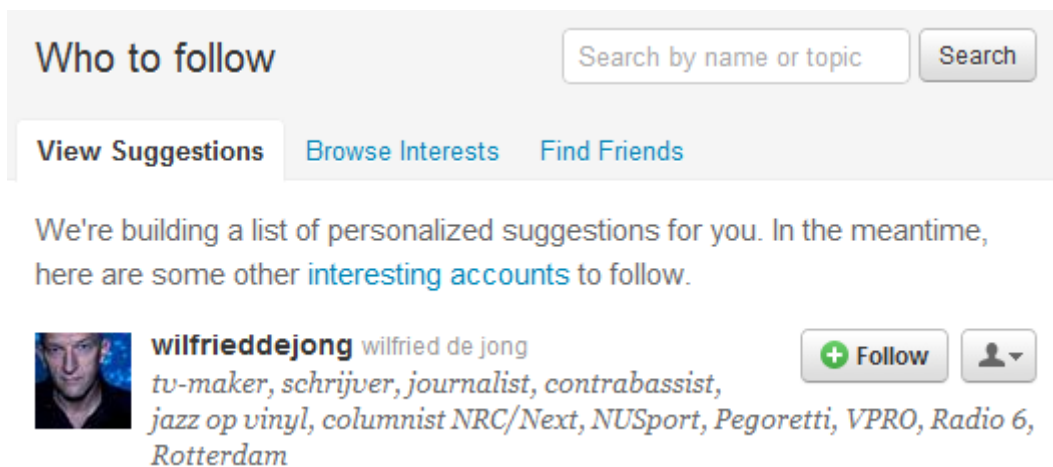 Who to follow
Search by name or topic
Search
View Suggestions
Browse Interests
Find Friends
We're building a list of personalized suggestions for you. In the meantime,
here are some other interesting accounts to follow.
wilfrieddejong wilfried de jong
Follow
tv-maker, schrijver, journalist, contrabassist,
jazz op vinyl, columnist NRC/Next, NUSport, Pegoretti, VPRO, Radio 6,
Rotterdam